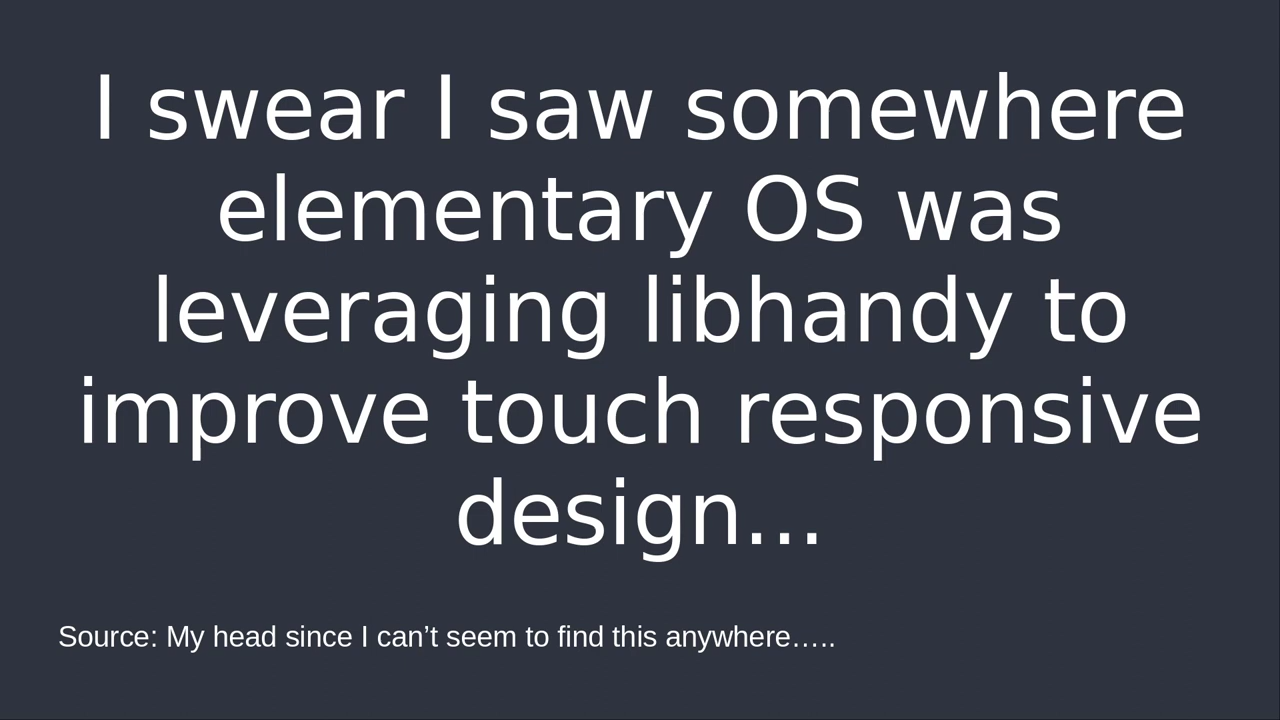 I swear I saw somewhere
elementary OS was
leveraging libhandy to
improve touch responsive
design...
Source: My head since I can’t seem to find this anywhere…..